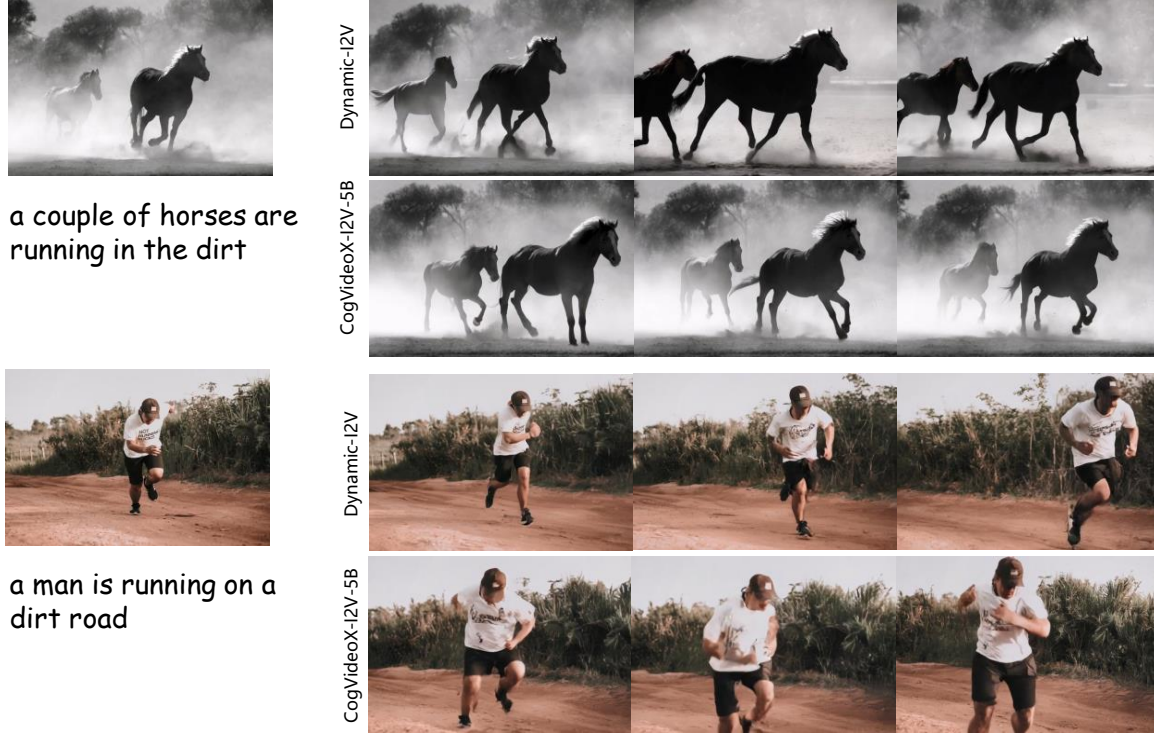 Dynamic-I2V
CogVideoX-I2V-5B
a couple of horses are
running in the dirt
Dynamic-I2V
CogVideoX-I2V-5B
a man is running on a
dirt road